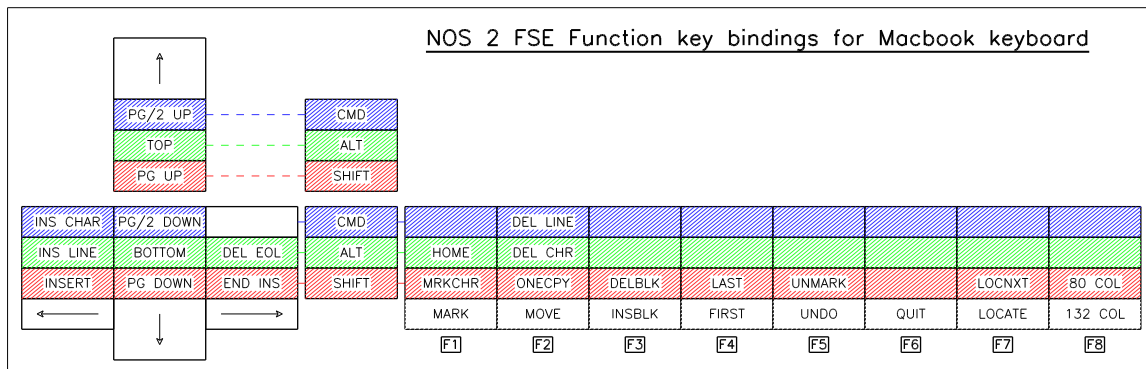 NOS 2 FSE Function key bindings for Macbook keyboard
PG/2 UP CMD
TOP ALT
PG UP SHIFT
INS CHAR PG/2 DOWN CMD DEL LINE
INS LINE BOTTOM DEL EOL ALT HOME DEL CHR
INSERT PG DOWN END INS SHIFT MRKCHR ONECPY DELBLK LAST UNMARK LOCNXT 80 COL
MARK MOVE INSBLK FIRST UNDO QUIT LOCATE 132 COL
F1 F2 F3 F4 F5 F6 F7 F8